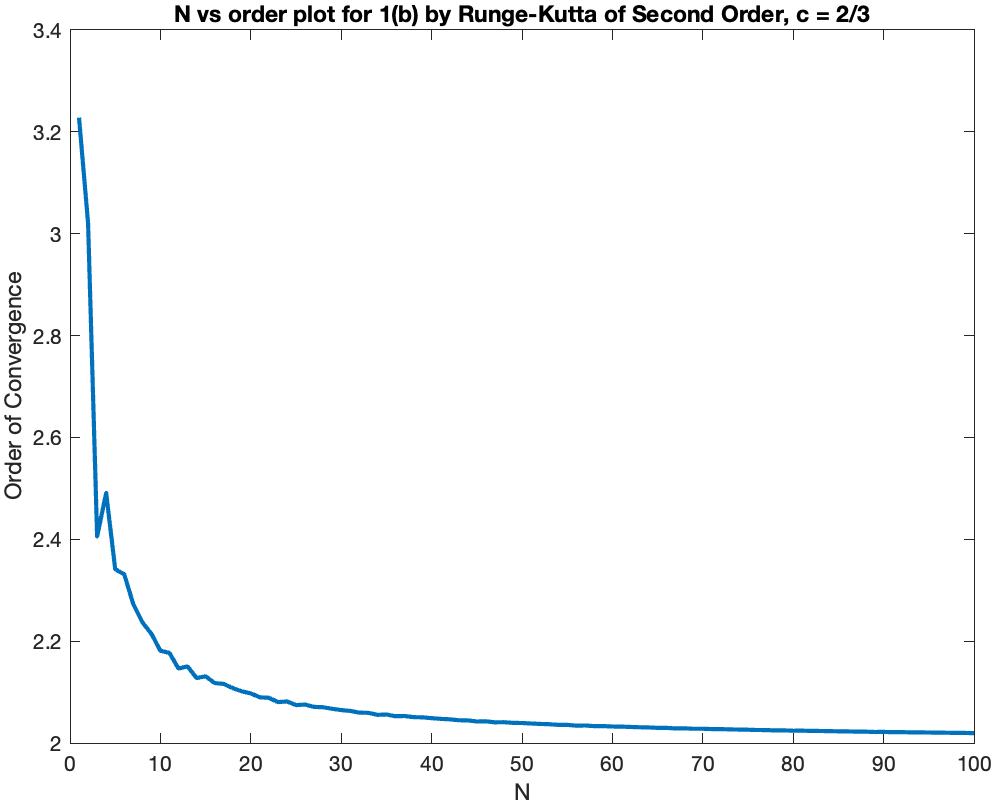 N vs order plot for 1(b) by Runge-Kutta of Second Order, c = 2/3
3.4
3.2
3
2.8
2.6
2.4
2.2
2
Order of Convergence
0 10 20 30 40 50 60 70 80 90 100
N